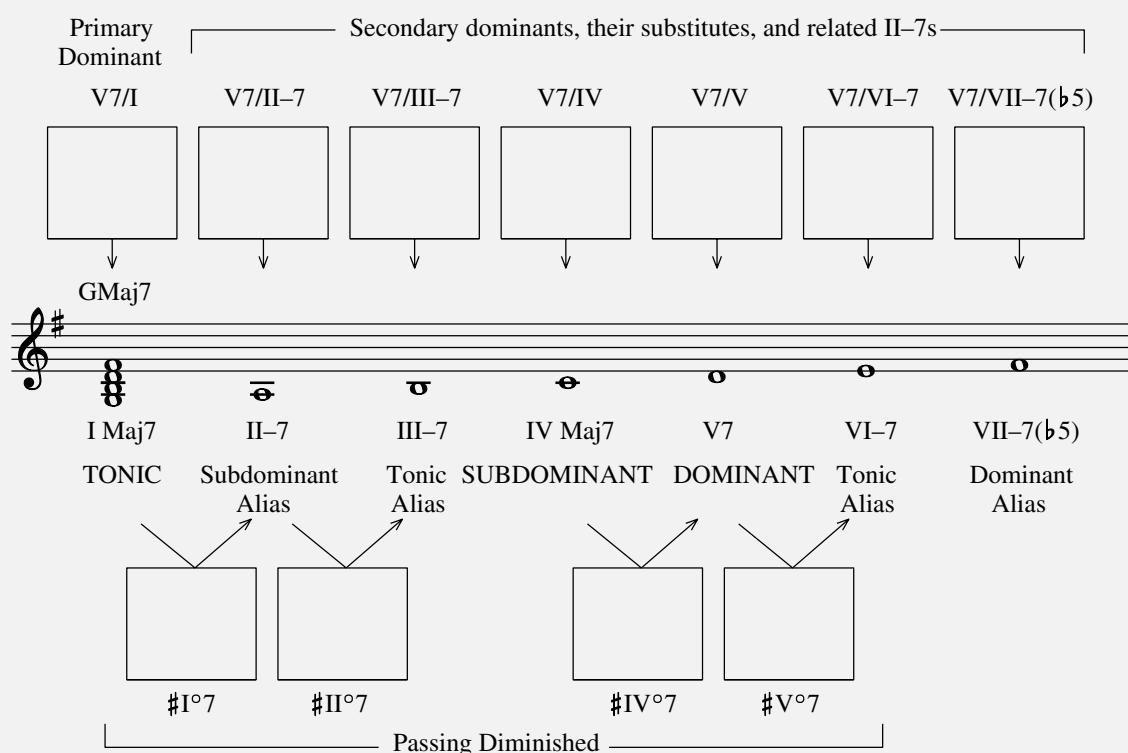 Primary
Dominant
Secondary dominants, their substitutes, and related II–7s
V7/I V7/II–7 V7/III–7 V7/IV V7/V V7/VI–7 V7/VII–7(♭5)
GMaj7
I Maj7 II–7 III–7 IV Maj7 V7 VI–7 VII–7(♭5)
TONIC Subdominant Tonic SUBDOMINANT DOMINANT Tonic Dominant
Alias Alias Alias Alias
♯I°7 ♯II°7 ♯IV°7 ♯V°7
Passing Diminished